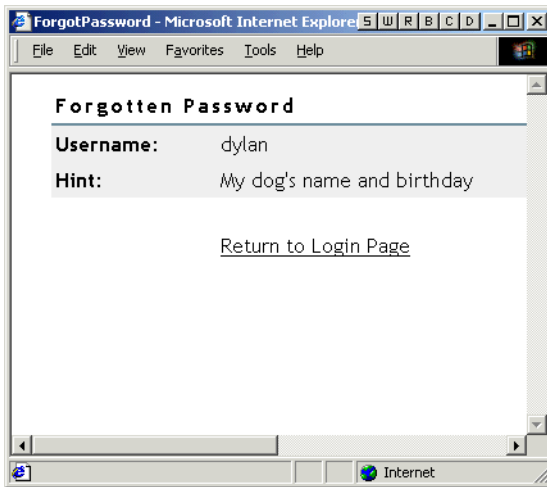 ForgotPassword - Microsoft Internet Explore
S W R B C D
File Edit View Favorites Tools Help
Forgotten Password
Username: dylan
Hint: My dog's name and birthday
Return to Login Page
Internet